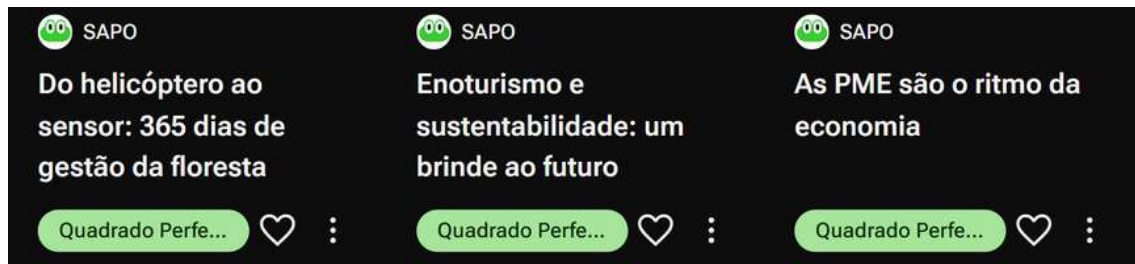 SAPO
Do helicóptero ao
sensor: 365 dias de
gestão da floresta
Quadrado Perfe...
SAPO
Enoturismo e
sustentabilidade: um
brinde ao futuro
Quadrado Perfe...
SAPO
As PME são o ritmo da
economia
Quadrado Perfe...